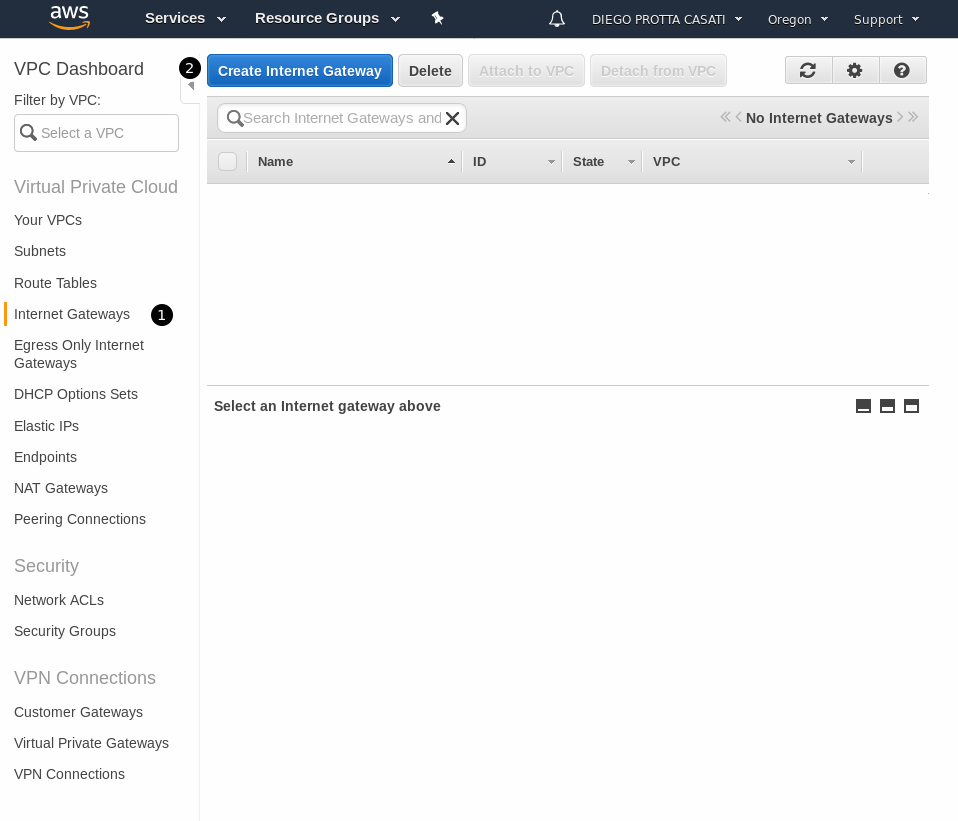 aws Services Resource Groups DIEGO PROTTA CASATI Oregon Support
VPC Dashboard
Filter by VPC:
Select a VPC
Virtual Private Cloud
Your VPCs
Subnets
Route Tables
Internet Gateways 1
Egress Only Internet
Gateways
DHCP Options Sets
Elastic IPs
Endpoints
NAT Gateways
Peering Connections
Security
Network ACLs
Security Groups
VPN Connections
Customer Gateways
Virtual Private Gateways
VPN Connections
2 Create Internet Gateway Delete Attach to VPC Detach from VPC
Search Internet Gateways and No Internet Gateways
Name ID State VPC
Select an Internet gateway above